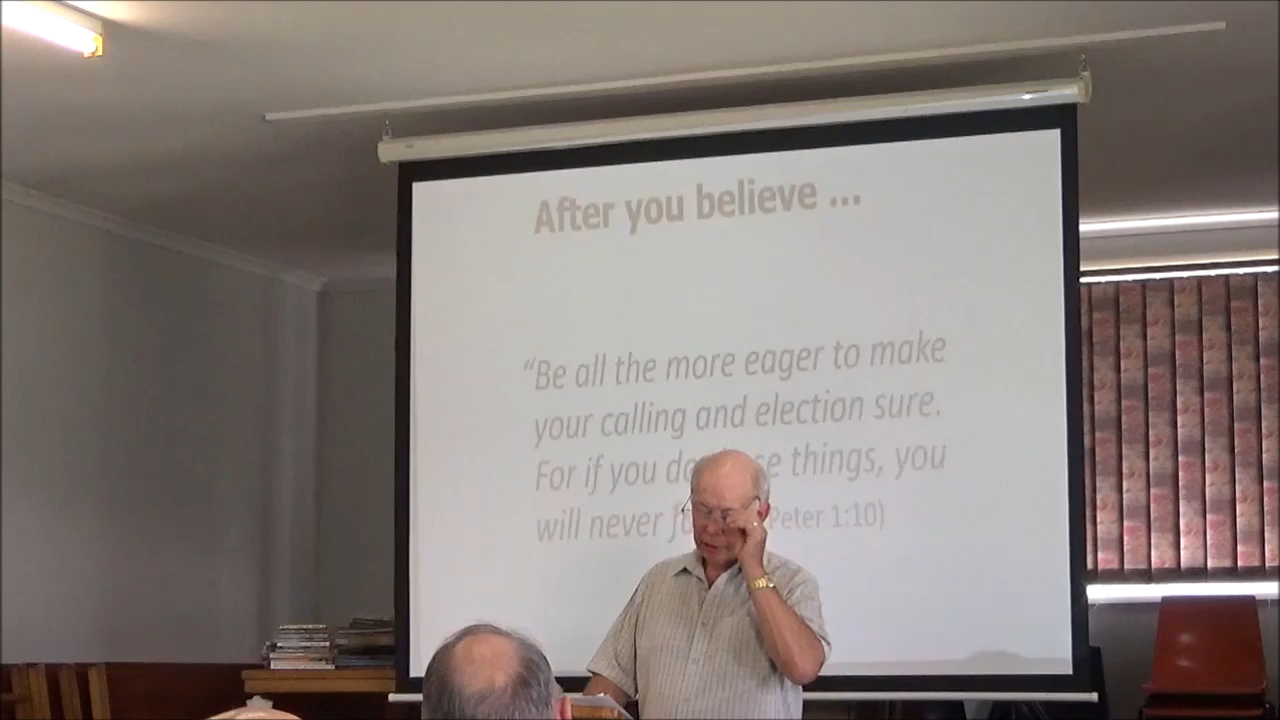 After you believe ...
“Be all the more eager to make
your calling and election sure.
For if you do things, you
will never Peter 1:10)